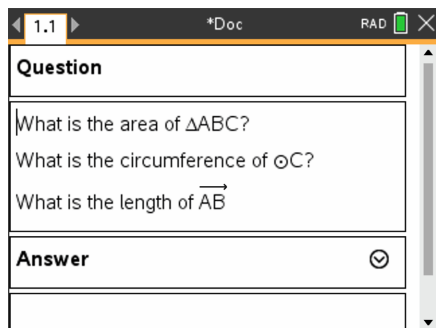 1.1 *Doc RAD
Question
What is the area of ΔABC?
What is the circumference of ⊙C?
What is the length of A⃗B⃗
Answer